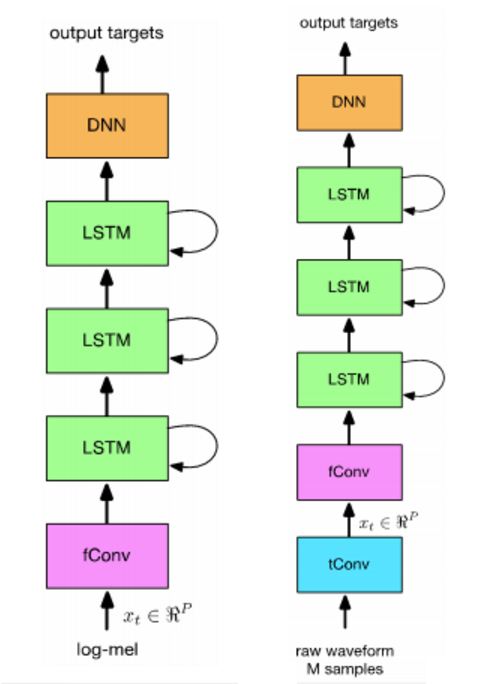 output targets
DNN
LSTM
LSTM
LSTM
fConv
x_t ∈ ℜ^P
log-mel
output targets
DNN
LSTM
LSTM
LSTM
fConv
x_t ∈ ℜ^P
tConv
raw waveform
M samples